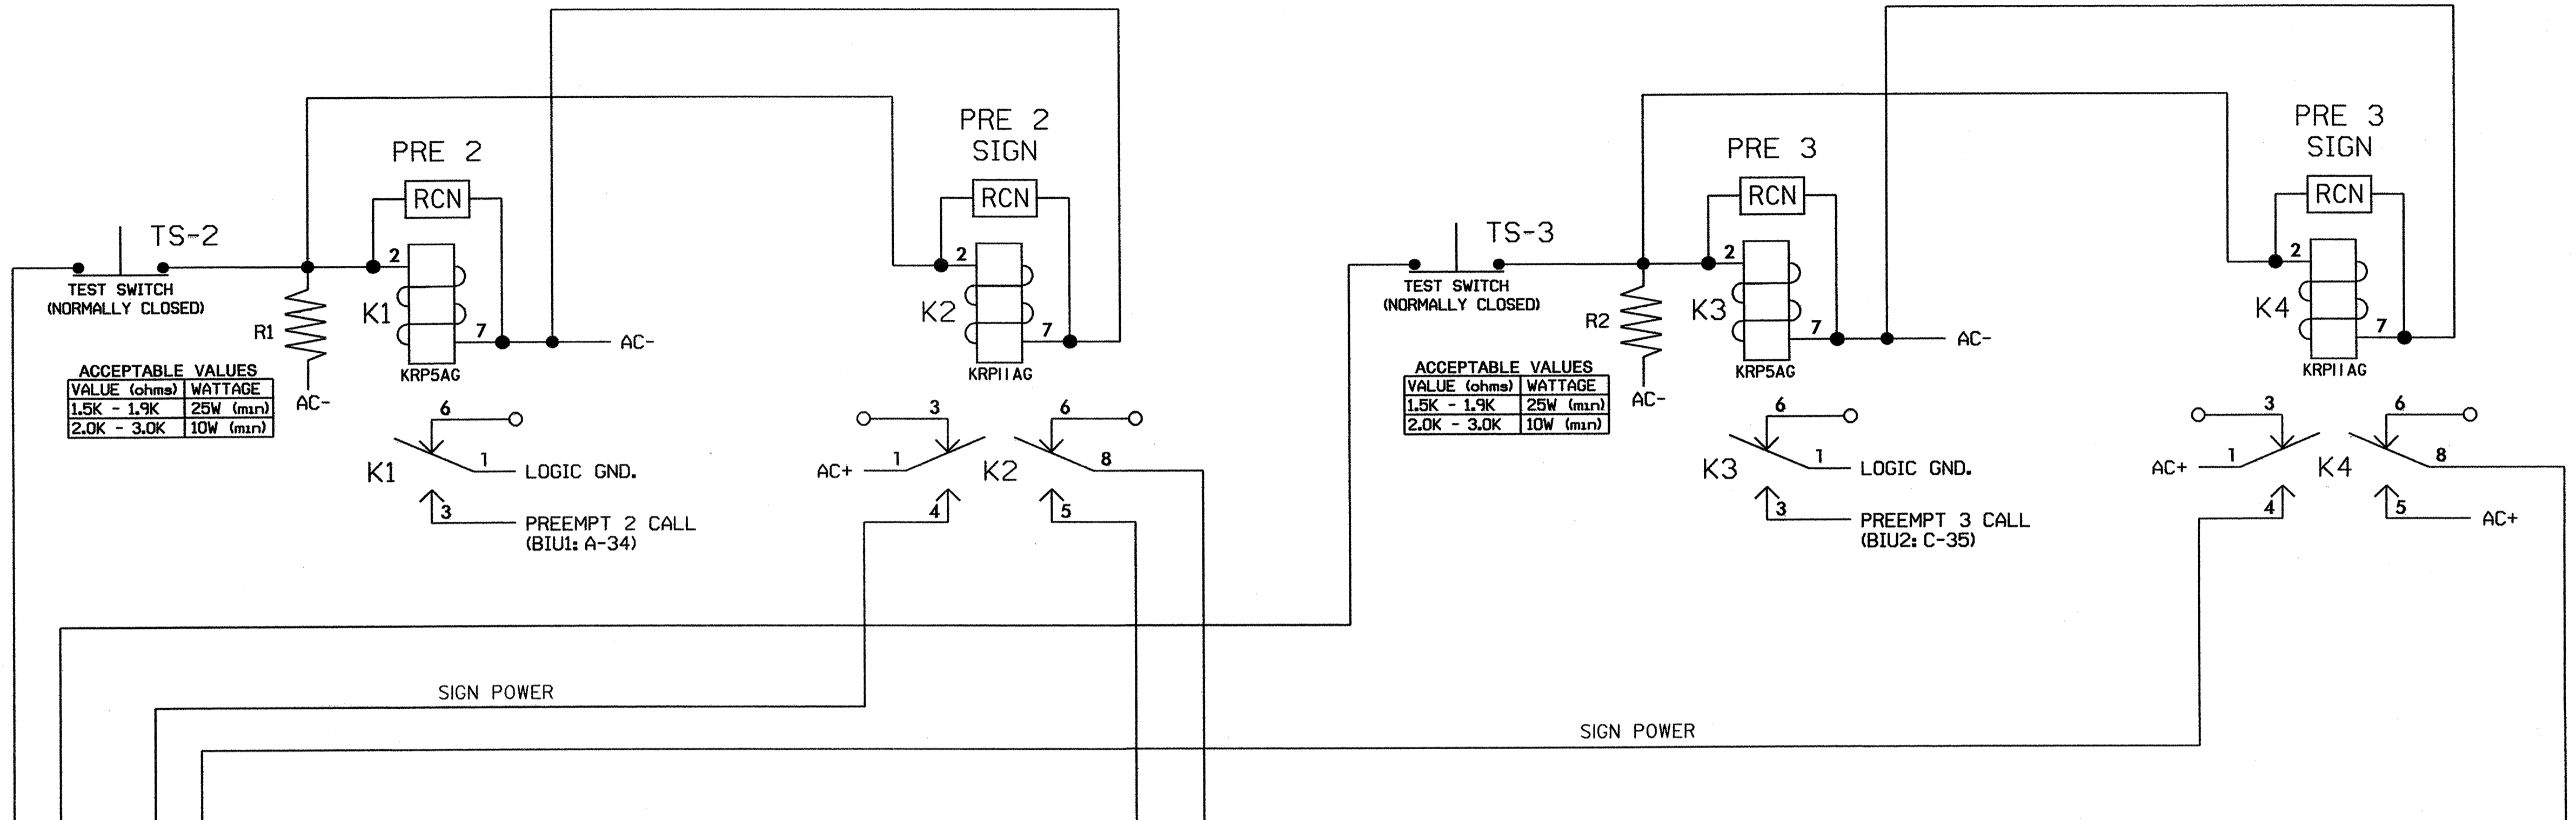 PRE 2
RCN
TS-2
TEST SWITCH
(NORMALLY CLOSED)
2
K1
7
AC-
KRP5AG
R1
AC-
ACCEPTABLE VALUES
VALUE (ohms) WATTAGE
1.5K - 1.9K 25W (min)
2.0K - 3.0K 10W (min)
6
K1
1 LOGIC GND.
3 PREEMPT 2 CALL
(BIU1: A-34)
PRE 2
SIGN
RCN
2
K2
7
KRP11AG
3
6
AC+ 1
K2
8
4
5
SIGN POWER
PRE 3
RCN
TS-3
TEST SWITCH
(NORMALLY CLOSED)
2
K3
7
AC-
KRP5AG
R2
AC-
ACCEPTABLE VALUES
VALUE (ohms) WATTAGE
1.5K - 1.9K 25W (min)
2.0K - 3.0K 10W (min)
6
K3
1 LOGIC GND.
3 PREEMPT 3 CALL
(BIU2: C-35)
PRE 3
SIGN
RCN
2
K4
7
KRP11AG
3
6
AC+ 1
K4
8
4
5 AC+
SIGN POWER